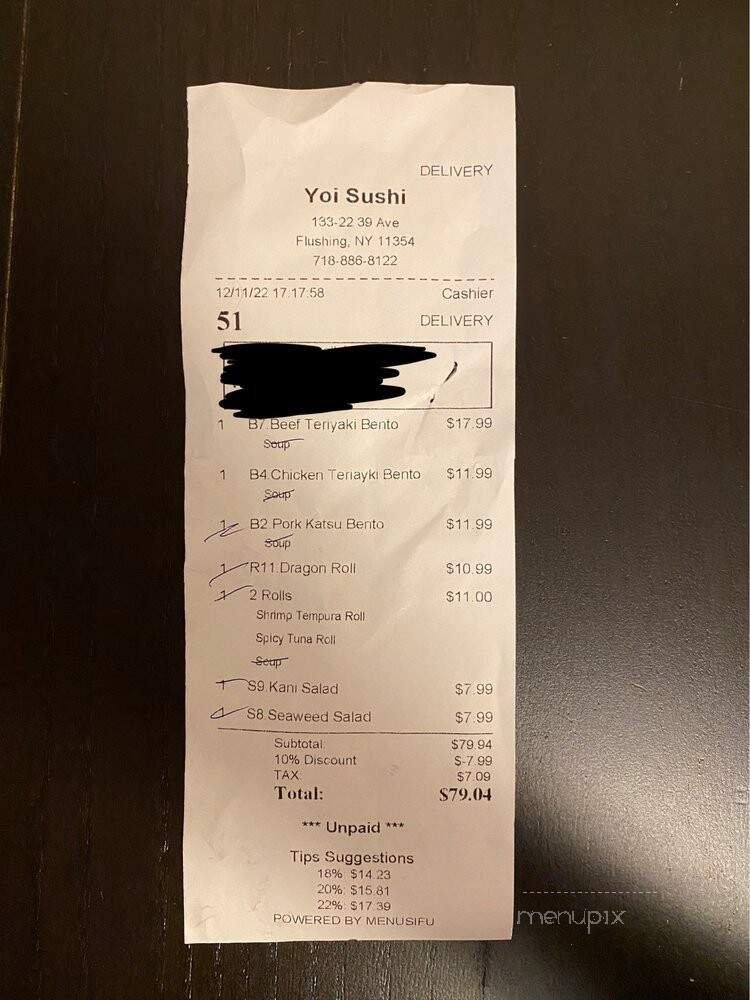 DELIVERY
Yoi Sushi
133-22 39 Ave
Flushing, NY 11354
718-886-8122
12/11/22 17:17:58 Cashier
51 DELIVERY
1 B7.Beef Teriyaki Bento $17.99
Soup
1 B4.Chicken Teriayki Bento $11.99
Soup
1 B2.Pork Katsu Bento $11.99
Soup
1 R11.Dragon Roll $10.99
1 2 Rolls $11.00
Shrimp Tempura Roll
Spicy Tuna Roll
Soup
1 S9.Kani Salad $7.99
1 S8.Seaweed Salad $7.99
Subtotal: $79.94
10% Discount $-7.99
TAX $7.09
Total: $79.04
*** Unpaid ***
Tips Suggestions
18%: $14.23
20%: $15.81
22%: $17.39
POWERED BY MENUSIFU
menupix